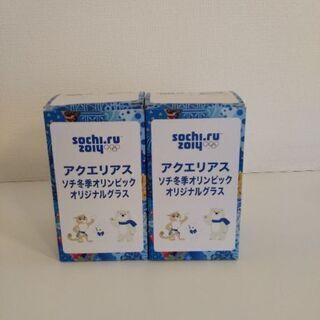 sochi.ru
2014
アクエリアス
ソチ冬季オリンピック
オリジナルグラス
sochi.ru
2014
アクエリアス
ソチ冬季オリンピック
オリジナルグラス